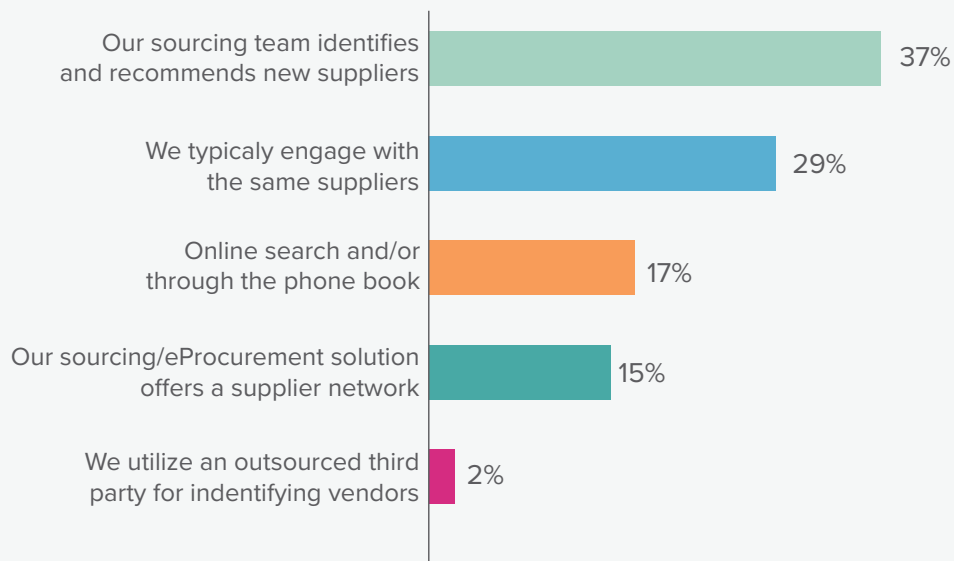 Our sourcing team identifies
and recommends new suppliers
37%
We typicaly engage with
the same suppliers
29%
Online search and/or
through the phone book
17%
Our sourcing/eProcurement solution
offers a supplier network
15%
We utilize an outsourced third
party for indentifying vendors
2%